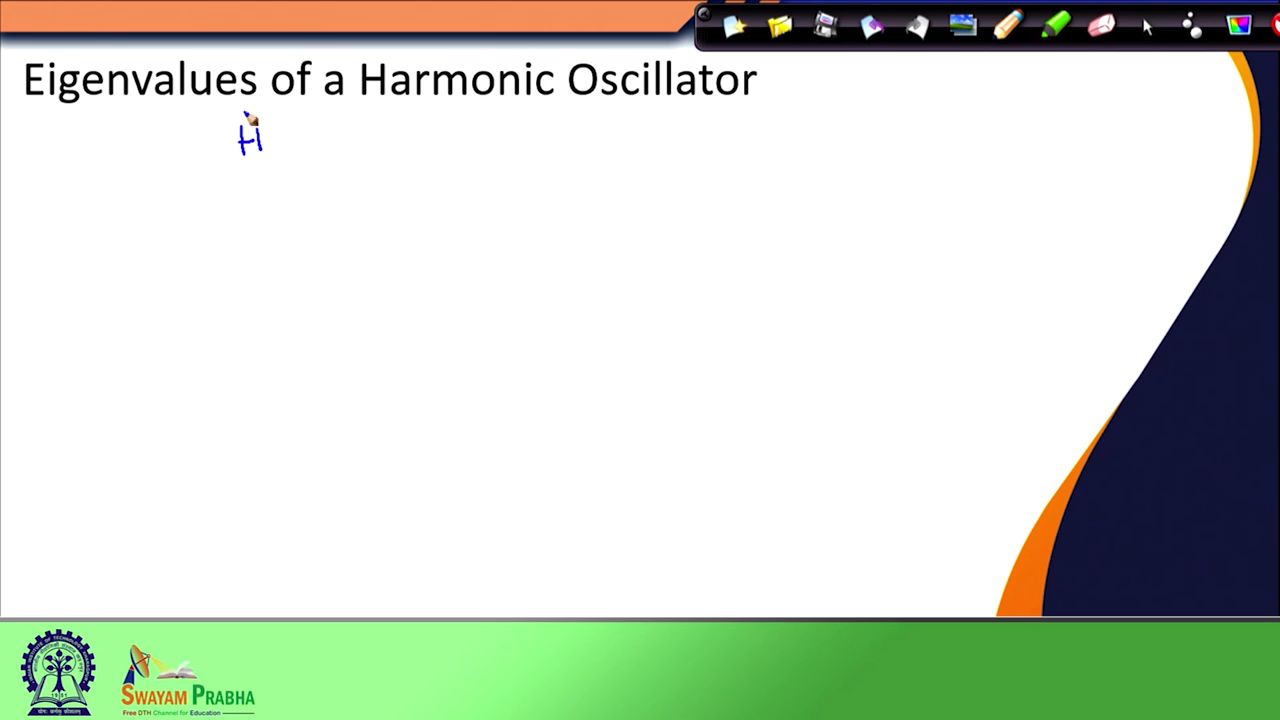 Eigenvalues of a Harmonic Oscillator
H
SWAYAM PRABHA
Free DTH Channel for Education